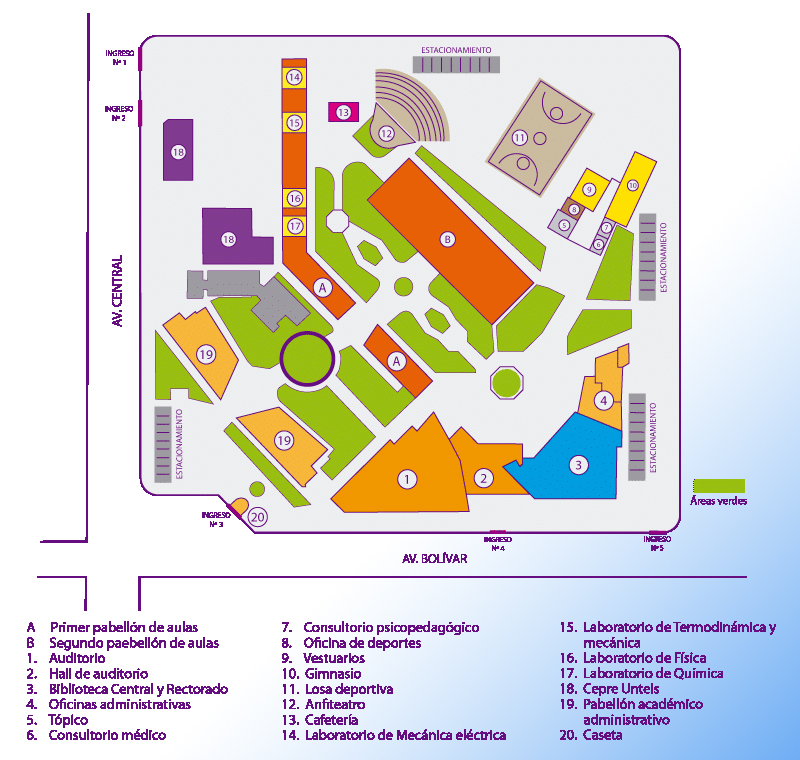 INGRESO
Nº 1
INGRESO
Nº 2
ESTACIONAMIENTO
14
15
13
12
11
18
16
17
18
B
9
10
8
5
7
6
A
ESTACIONAMIENTO
AV. CENTRAL
19
A
4
ESTACIONAMIENTO
19
1
2
3
ESTACIONAMIENTO
20
INGRESO
Nº 3
INGRESO
Nº 4
INGRESO
Nº 5
Áreas verdes
AV. BOLÍVAR
A Primer pabellón de aulas
B Segundo paebellón de aulas
1. Auditorio
2. Hall de auditorio
3. Biblioteca Central y Rectorado
4. Oficinas administrativas
5. Tópico
6. Consultorio médico
7. Consultorio psicopedagógico
8. Oficina de deportes
9. Vestuarios
10. Gimnasio
11. Losa deportiva
12. Anfiteatro
13. Cafetería
14. Laboratorio de Mecánica eléctrica
15. Laboratorio de Termodinámica y
mecánica
16. Laboratorio de Física
17. Laboratorio de Química
18. Cepre Untels
19. Pabellón académico
administrativo
20. Caseta